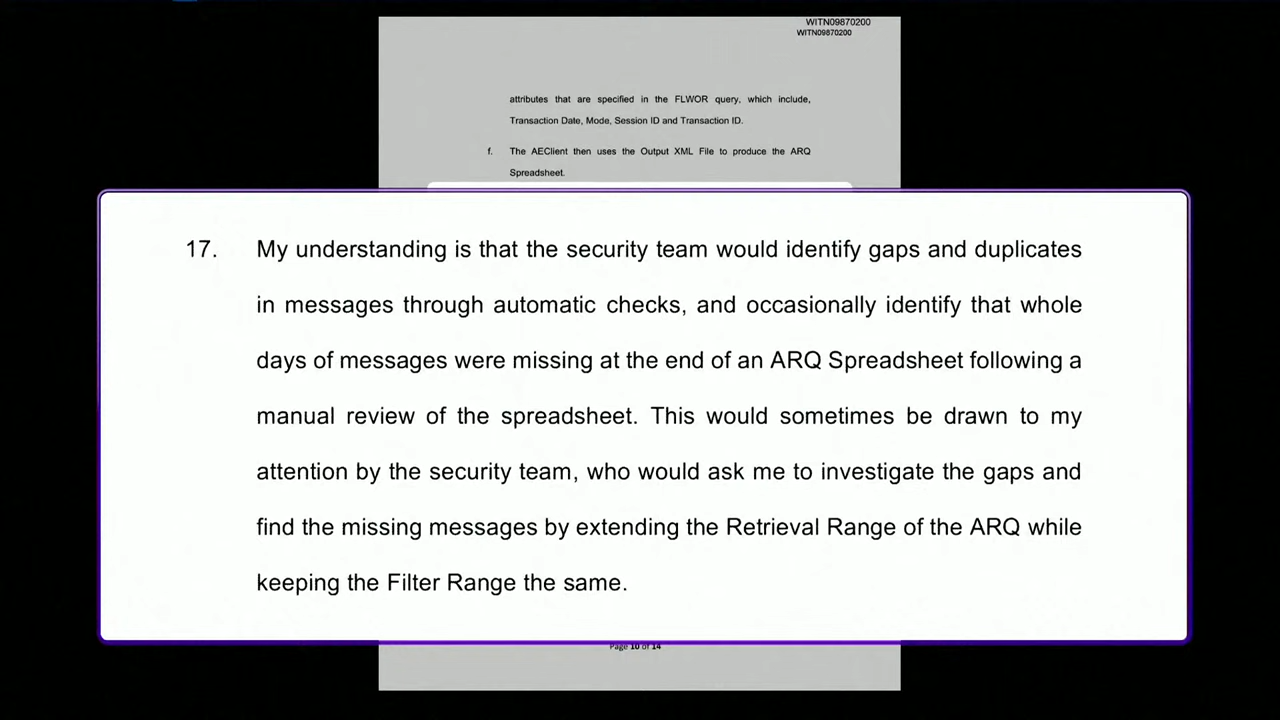 WITN09870200
WITN09870200
attributes that are specified in the FLWOR query, which include,
Transaction Date, Mode, Session ID and Transaction ID.
f. The AEClient then uses the Output XML File to produce the ARQ
Spreadsheet.
17. My understanding is that the security team would identify gaps and duplicates
in messages through automatic checks, and occasionally identify that whole
days of messages were missing at the end of an ARQ Spreadsheet following a
manual review of the spreadsheet. This would sometimes be drawn to my
attention by the security team, who would ask me to investigate the gaps and
find the missing messages by extending the Retrieval Range of the ARQ while
keeping the Filter Range the same.
Page 10 of 14